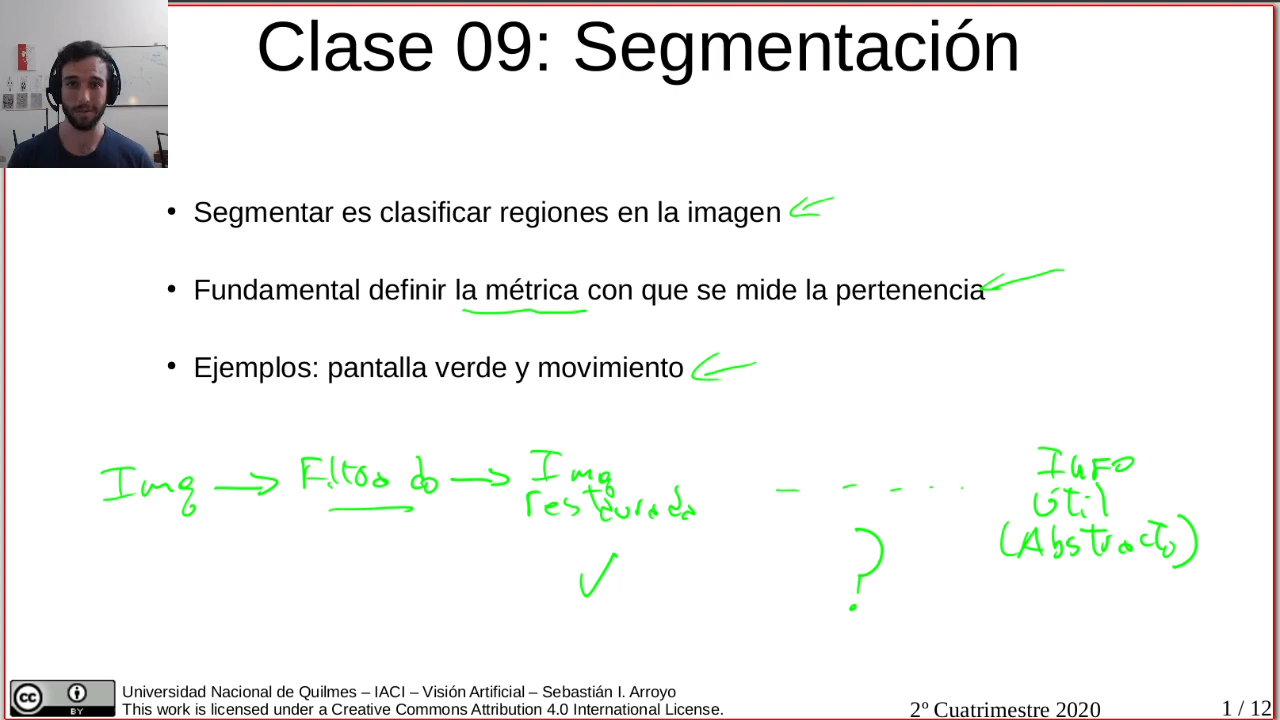 Clase 09: Segmentación
• Segmentar es clasificar regiones en la imagen
• Fundamental definir la métrica con que se mide la pertenencia
• Ejemplos: pantalla verde y movimiento
Img → Filtrado → Img restaurada - - - - . Info útil (Abstracto)
✓ ?
cc BY
Universidad Nacional de Quilmes – IACI – Visión Artificial – Sebastián I. Arroyo
This work is licensed under a Creative Commons Attribution 4.0 International License.
2º Cuatrimestre 2020
1 / 12